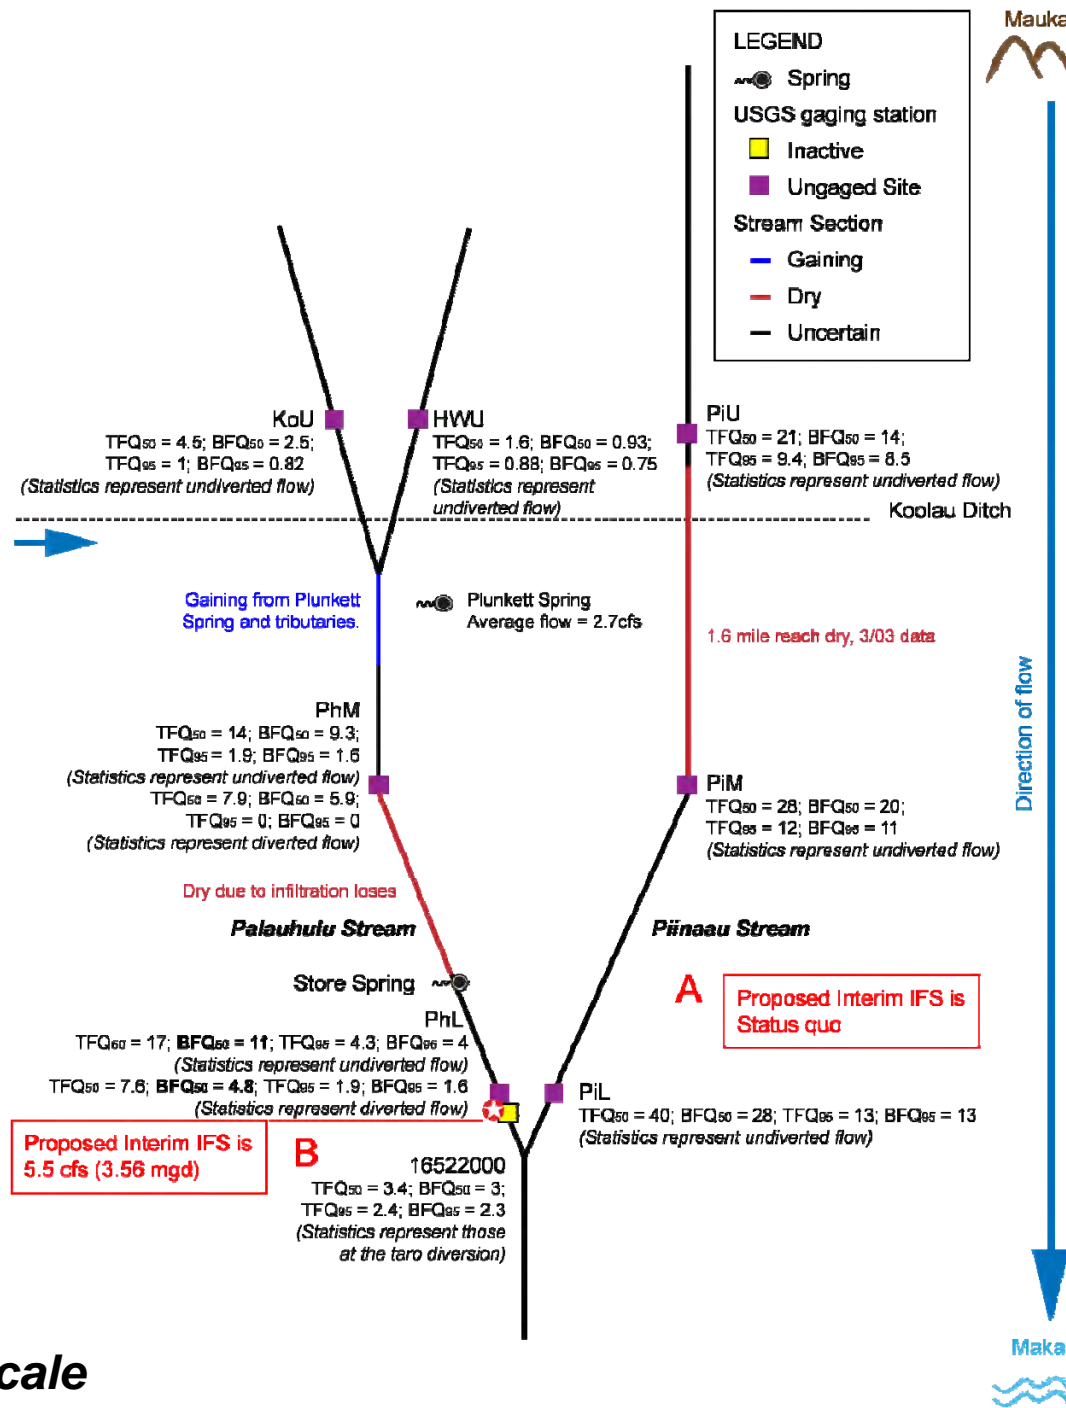 Mauka
LEGEND
Spring
USGS gaging station
Inactive
Ungaged Site
Stream Section
Gaining
Dry
Uncertain
KoU
TFQ50 = 4.5; BFQ50 = 2.5;
TFQ95 = 1; BFQ95 = 0.82
(Statistics represent undiverted flow)
HWU
TFQ50 = 1.6; BFQ50 = 0.93;
TFQ95 = 0.88; BFQ95 = 0.75
(Statistics represent
undiverted flow)
PiU
TFQ50 = 21; BFQ50 = 14;
TFQ95 = 9.4; BFQ95 = 8.5
(Statistics represent undiverted flow)
Koolau Ditch
Gaining from Plunkett
Spring and tributaries.
Plunkett Spring
Average flow = 2.7cfs
1.6 mile reach dry, 3/03 data
Direction of flow
PhM
TFQ50 = 14; BFQ50 = 9.3;
TFQ95 = 1.9; BFQ95 = 1.6
(Statistics represent undiverted flow)
TFQ50 = 7.9; BFQ50 = 5.9;
TFQ95 = 0; BFQ95 = 0
(Statistics represent diverted flow)
PiM
TFQ50 = 28; BFQ50 = 20;
TFQ95 = 12; BFQ95 = 11
(Statistics represent undiverted flow)
Dry due to infiltration loses
Palauhulu Stream
Piinaau Stream
Store Spring
A
Proposed Interim IFS is
Status quo
PhL
TFQ50 = 17; BFQ50 = 11; TFQ95 = 4.3; BFQ95 = 4
(Statistics represent undiverted flow)
TFQ50 = 7.6; BFQ50 = 4.8; TFQ95 = 1.9; BFQ95 = 1.6
(Statistics represent diverted flow)
PiL
TFQ50 = 40; BFQ50 = 28; TFQ95 = 13; BFQ95 = 13
(Statistics represent undiverted flow)
Proposed Interim IFS is
5.5 cfs (3.56 mgd)
B
16522000
TFQ50 = 3.4; BFQ50 = 3;
TFQ95 = 2.4; BFQ95 = 2.3
(Statistics represent those
at the taro diversion)
Maka
cale